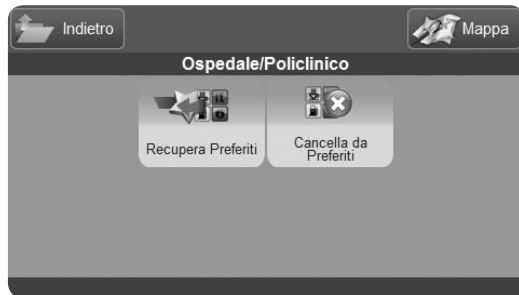 Indietro
Mappa
Ospedale/Policlinico
Recupera Preferiti
Cancella da
Preferiti